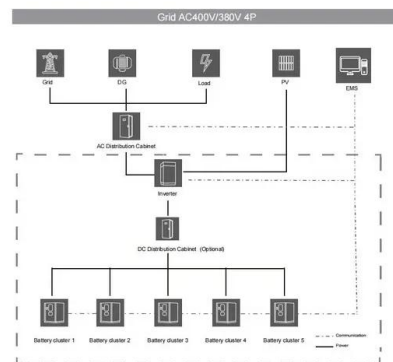 Grid AC400V/380V 4P
Grid
DG
Load
PV
EMS
AC Distribution Cabinet
Inverter
DC Distribution Cabinet (Optional)
Battery cluster 1
Battery cluster 2
Battery cluster 3
Battery cluster 4
Battery cluster 5
Communication
Power